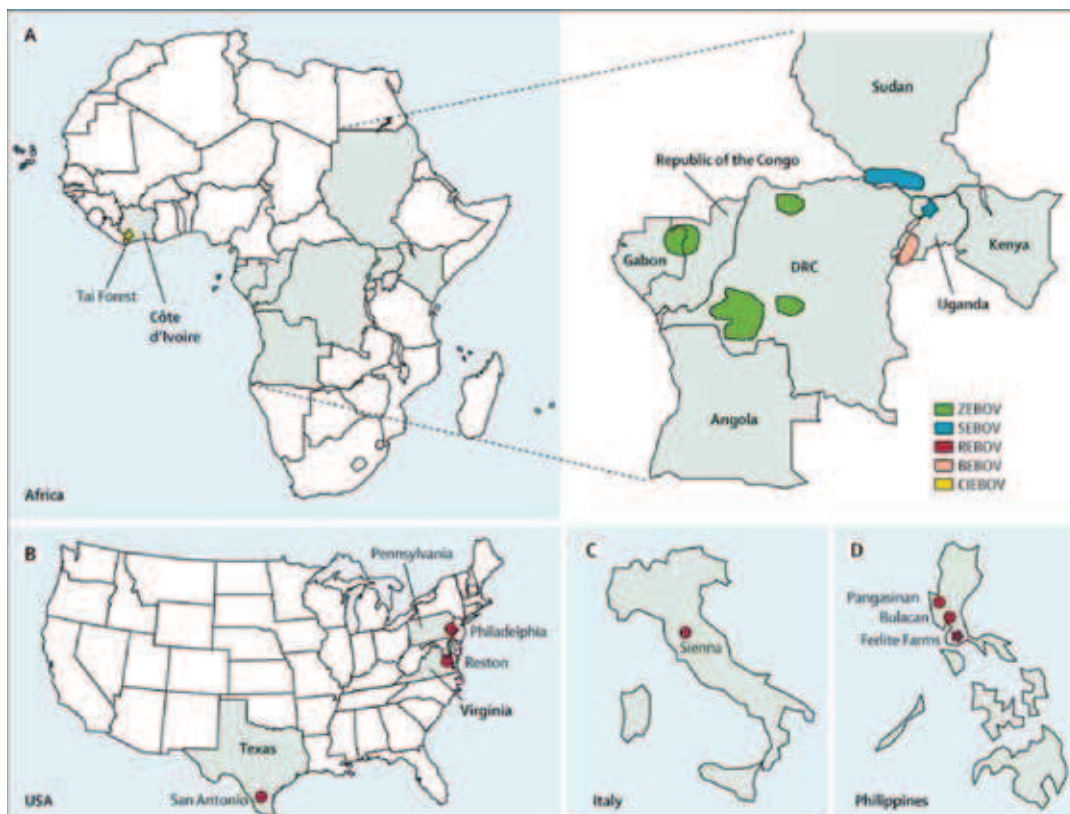 A
Sudan
Republic of the Congo
Gabon
DRC
Kenya
Uganda
Angola
Tai Forest
Côte
d'Ivoire
Africa
ZEBOV
SEBOV
REBOV
BEBOV
CIEBOV
B
Pennsylvania
Philadelphia
Reston
Virginia
Texas
San Antonio
USA
C
Sienna
Italy
D
Pangasinan
Bulacan
Ferlite Farms
Philippines